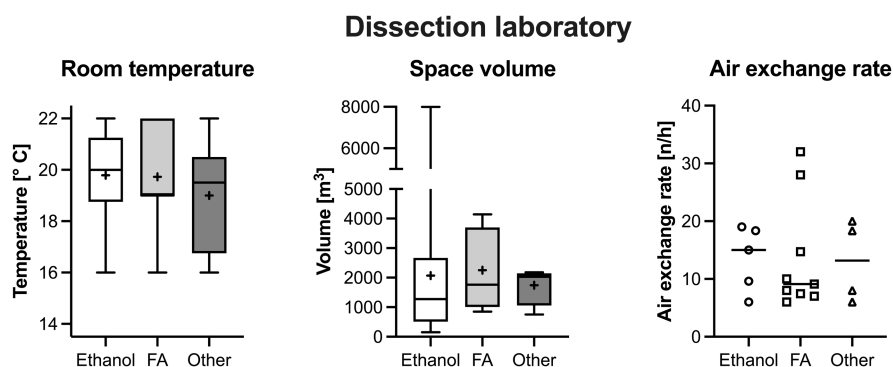 Dissection laboratory
Room temperature
Temperature [° C]
22
20
18
16
14
Ethanol FA Other
Space volume
Volume [m³]
8000
6000
5000
4000
3000
2000
1000
0
Ethanol FA Other
Air exchange rate
Air exchange rate [n/h]
40
30
20
10
0
Ethanol FA Other